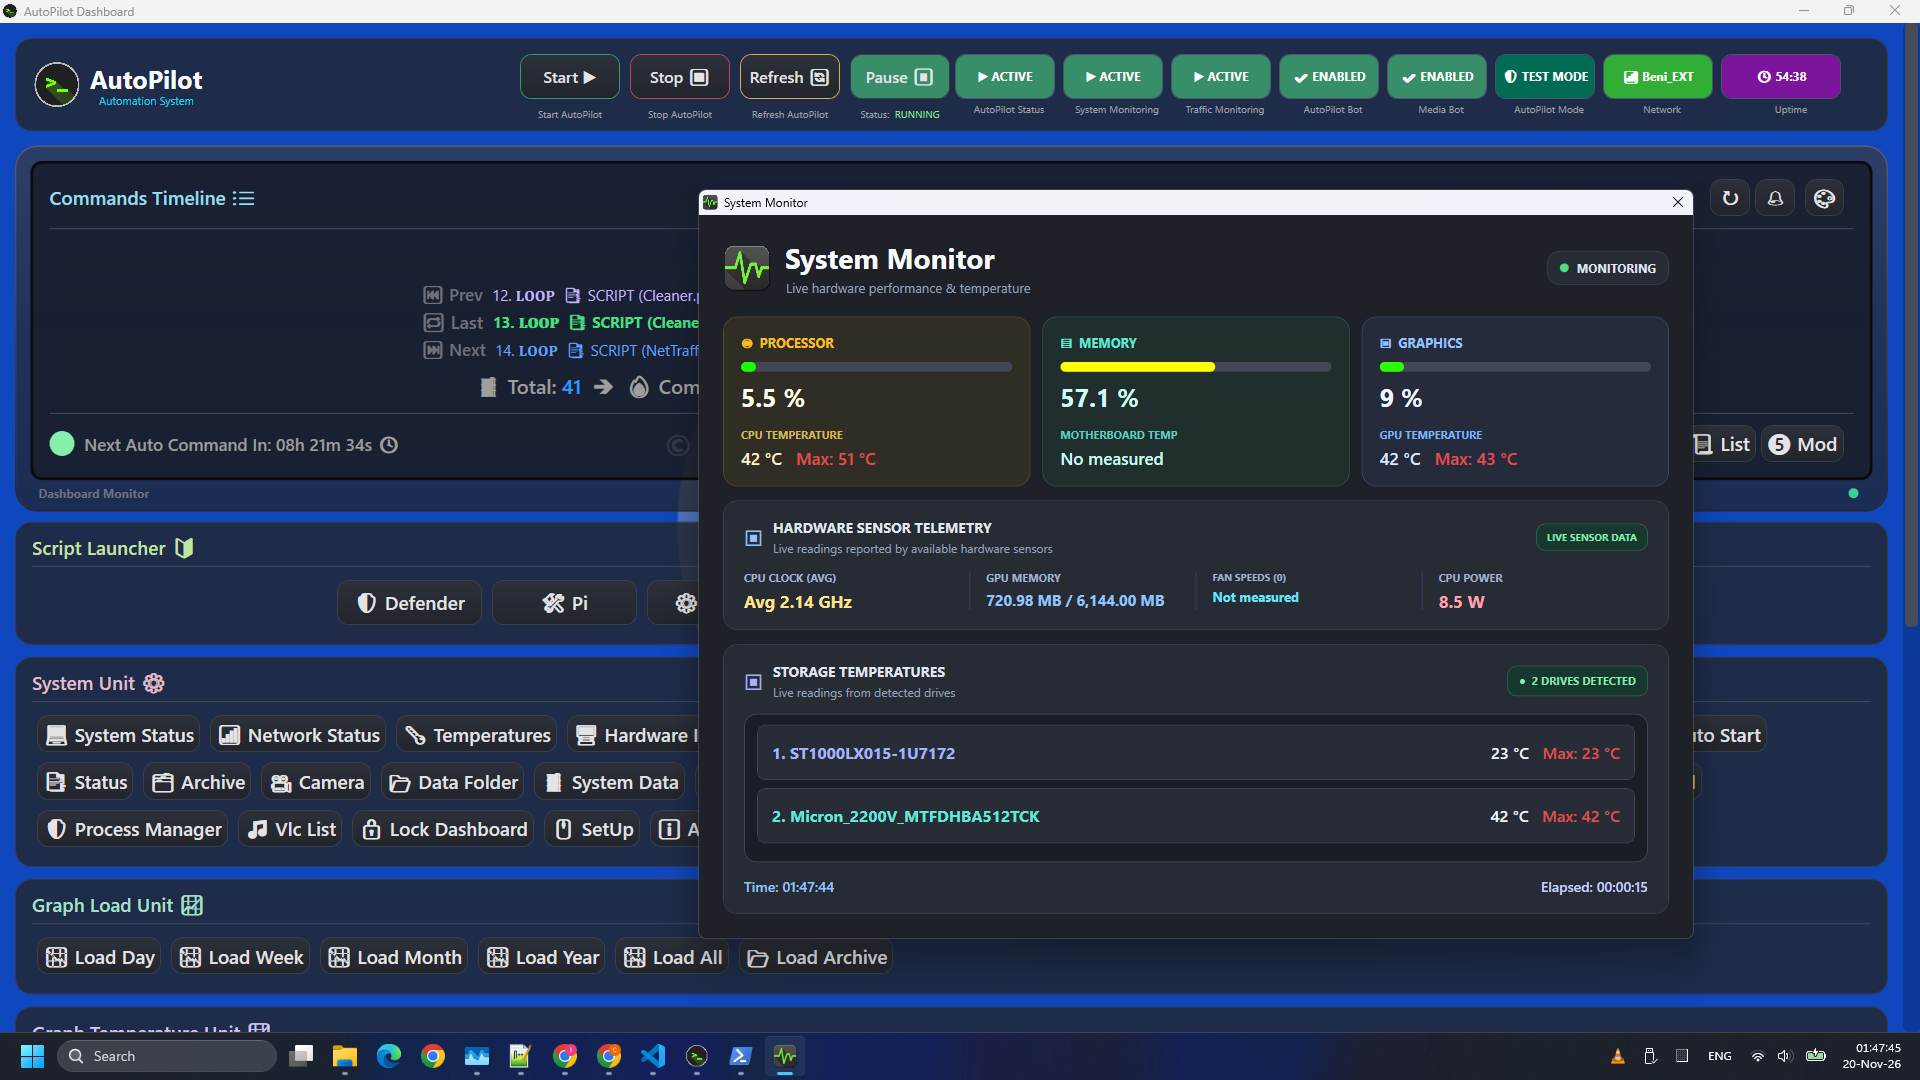 AutoPilot Dashboard
AutoPilot
Automation System
Start
Start AutoPilot
Stop
Stop AutoPilot
Refresh
Refresh AutoPilot
Pause
Status: RUNNING
ACTIVE
AutoPilot Status
ACTIVE
System Monitoring
ACTIVE
Traffic Monitoring
ENABLED
AutoPilot Bot
ENABLED
Media Bot
TEST MODE
AutoPilot Mode
Beni_EXT
Network
54:38
Uptime
Commands Timeline
Prev 12. LOOP SCRIPT (Cleaner.
Last 13. LOOP SCRIPT (Cleane
Next 14. LOOP SCRIPT (NetTraff
Total: 41 Com
Next Auto Command In: 08h 21m 34s
List
5 Mod
Dashboard Monitor
Script Launcher
Defender
Pi
System Unit
System Status
Network Status
Temperatures
Hardware
to Start
Status
Archive
Camera
Data Folder
System Data
Process Manager
Vlc List
Lock Dashboard
SetUp
A
Graph Load Unit
Load Day
Load Week
Load Month
Load Year
Load All
Load Archive
Graph Temperature Unit
System Monitor
System Monitor
Live hardware performance & temperature
MONITORING
PROCESSOR
5.5 %
CPU TEMPERATURE
42 °C Max: 51 °C
MEMORY
57.1 %
MOTHERBOARD TEMP
No measured
GRAPHICS
9 %
GPU TEMPERATURE
42 °C Max: 43 °C
HARDWARE SENSOR TELEMETRY
Live readings reported by available hardware sensors
LIVE SENSOR DATA
CPU CLOCK (AVG)
Avg 2.14 GHz
GPU MEMORY
720.98 MB / 6,144.00 MB
FAN SPEEDS (0)
Not measured
CPU POWER
8.5 W
STORAGE TEMPERATURES
Live readings from detected drives
2 DRIVES DETECTED
1. ST1000LX015-1U7172 23 °C Max: 23 °C
2. Micron_2200V_MTFDHBA512TCK 42 °C Max: 42 °C
Time: 01:47:44
Elapsed: 00:00:15
Search
ENG
01:47:45
20-Nov-26